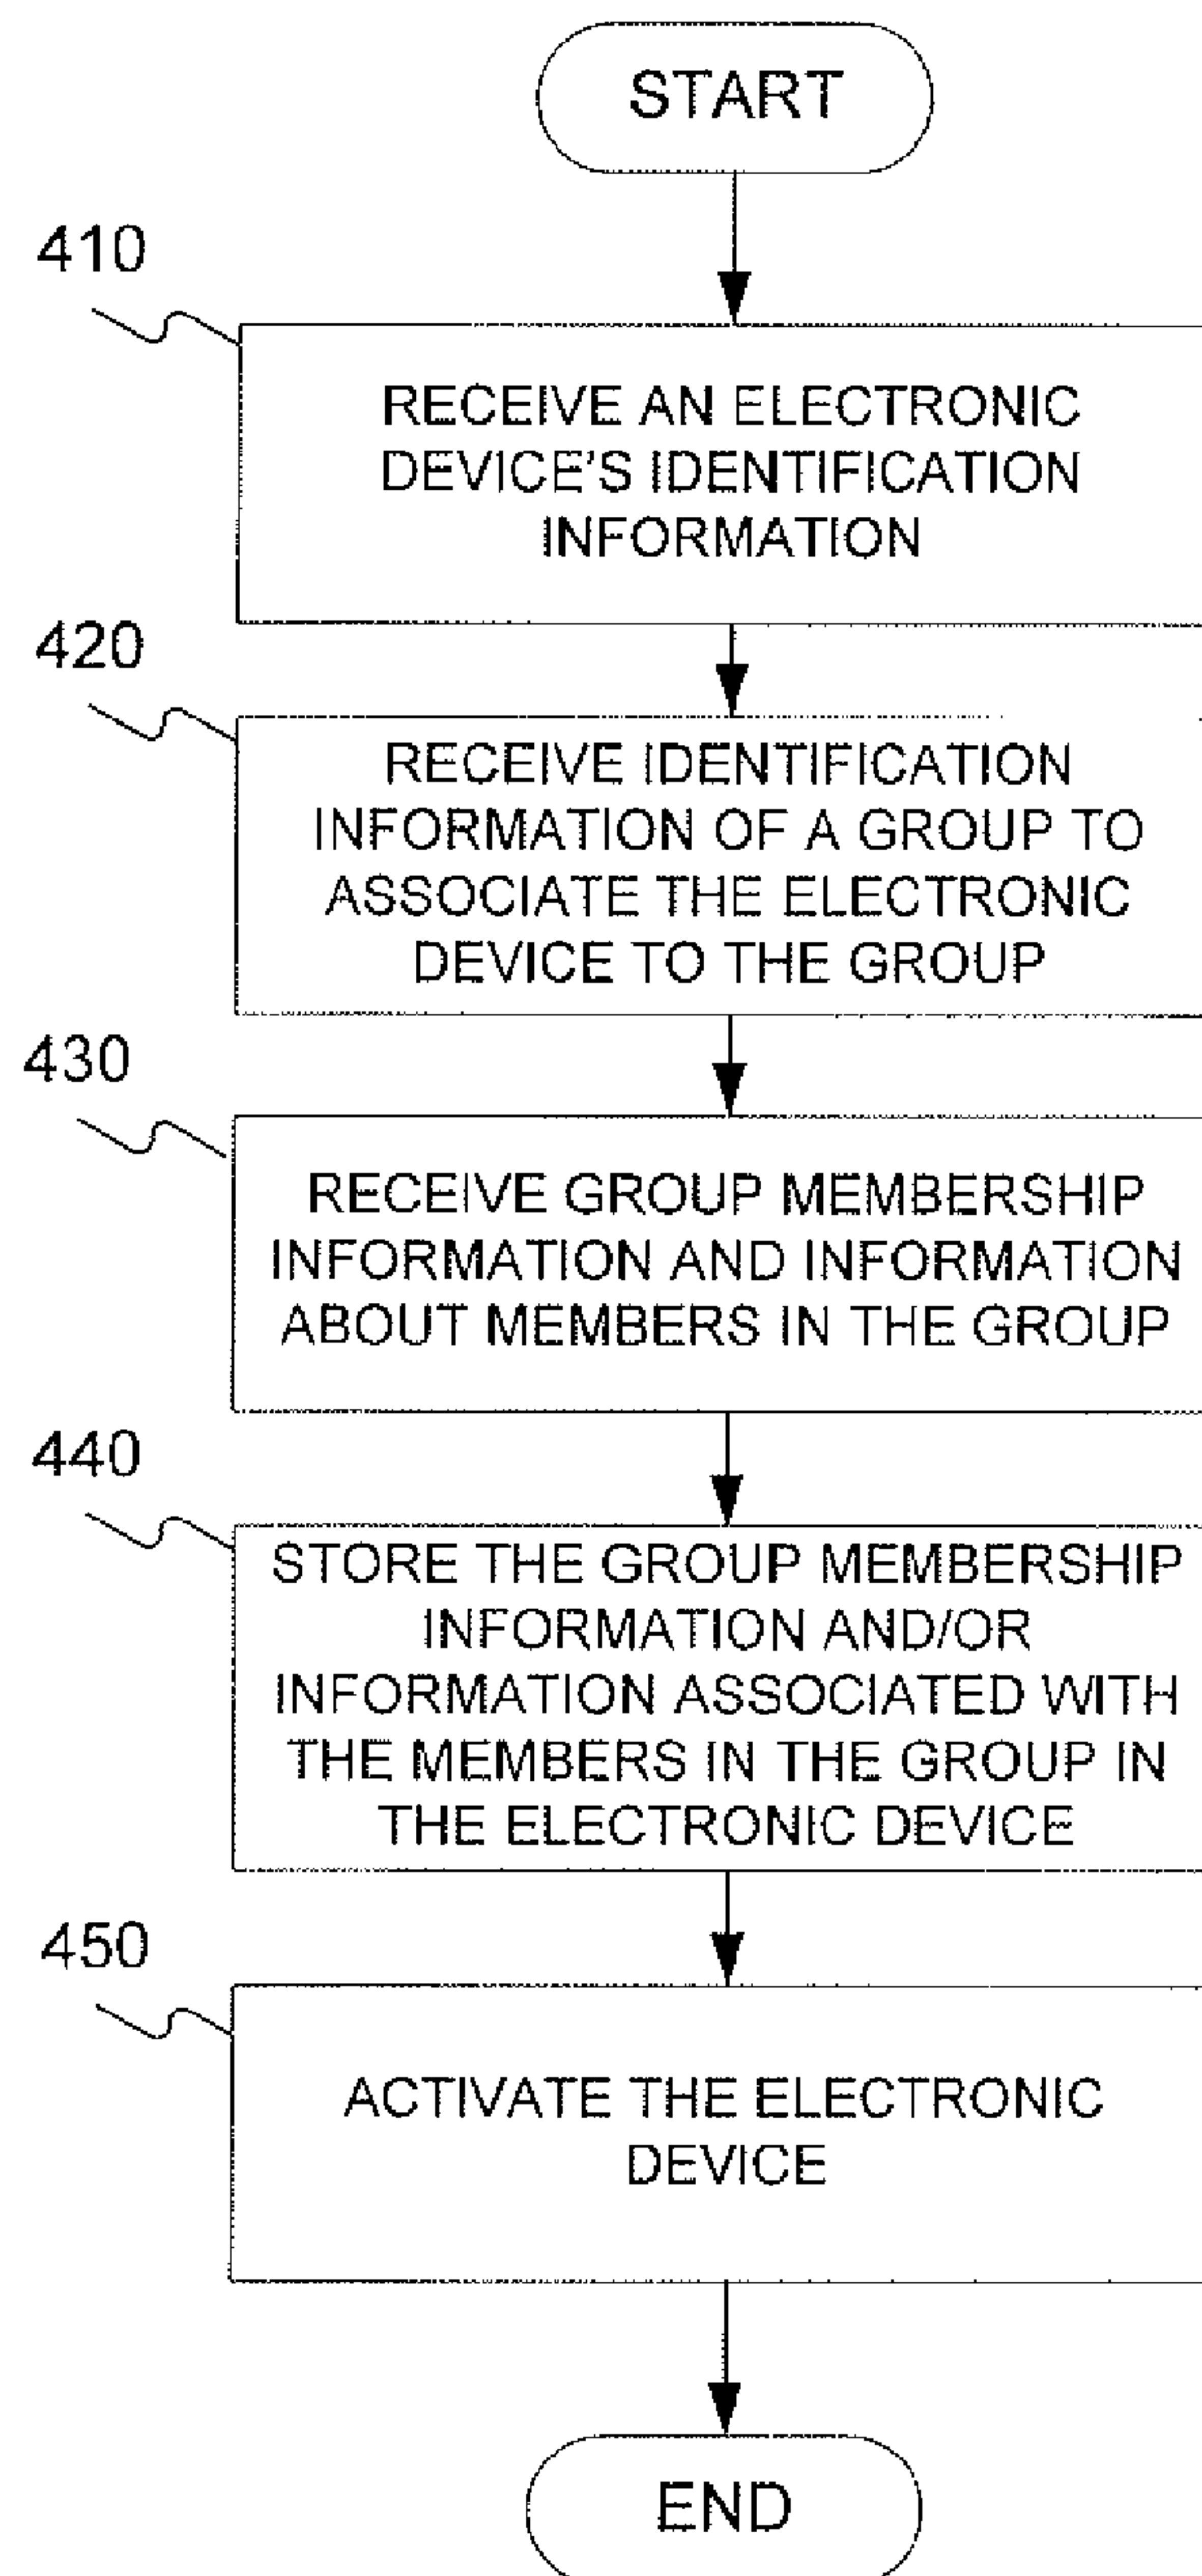 START
410
RECEIVE AN ELECTRONIC
DEVICE'S IDENTIFICATION
INFORMATION
420
RECEIVE IDENTIFICATION
INFORMATION OF A GROUP TO
ASSOCIATE THE ELECTRONIC
DEVICE TO THE GROUP
430
RECEIVE GROUP MEMBERSHIP
INFORMATION AND INFORMATION
ABOUT MEMBERS IN THE GROUP
440
STORE THE GROUP MEMBERSHIP
INFORMATION AND/OR
INFORMATION ASSOCIATED WITH
THE MEMBERS IN THE GROUP IN
THE ELECTRONIC DEVICE
450
ACTIVATE THE ELECTRONIC
DEVICE
END